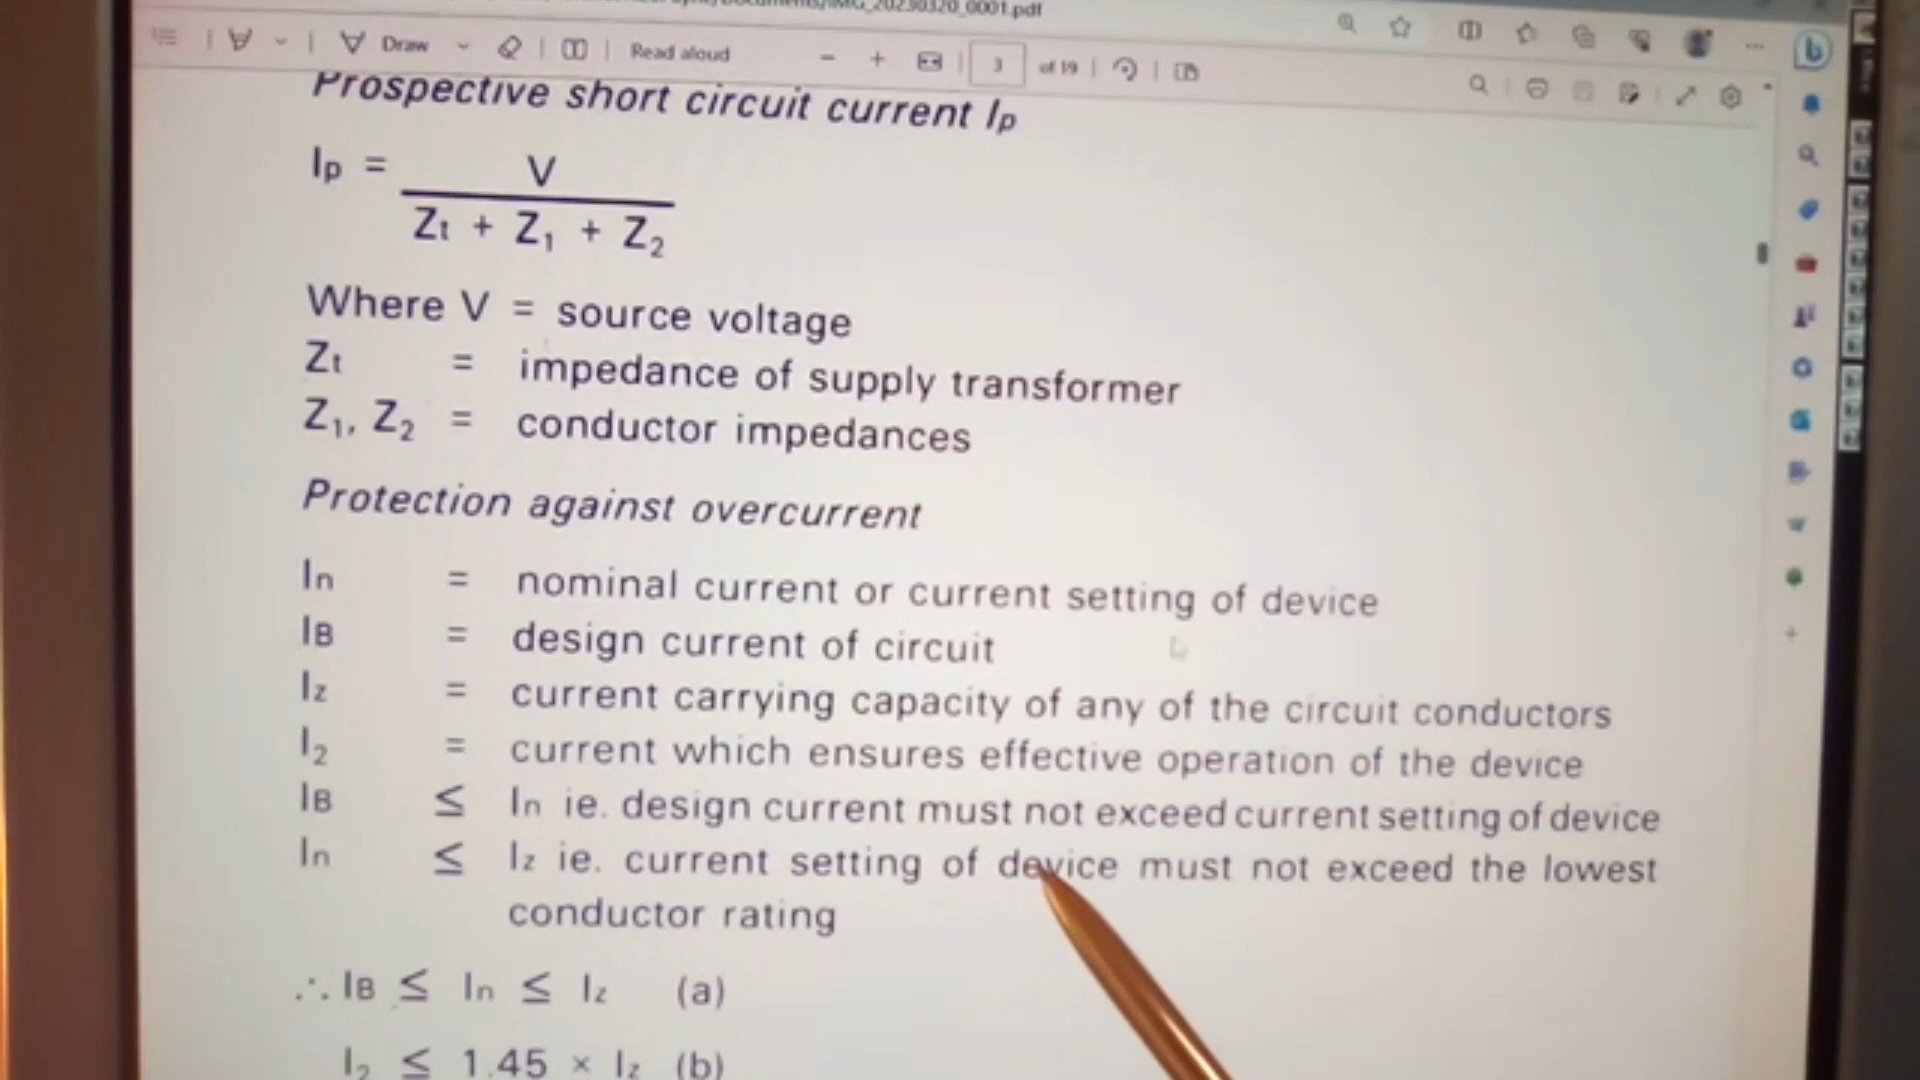 IMG_20230320_0001.pdf
Draw
Read aloud
3 of 19
Prospective short circuit current Ip
Ip = V
Zt + Z1 + Z2
Where V = source voltage
Zt = impedance of supply transformer
Z1, Z2 = conductor impedances
Protection against overcurrent
In = nominal current or current setting of device
IB = design current of circuit
Iz = current carrying capacity of any of the circuit conductors
I2 = current which ensures effective operation of the device
IB ≤ In ie. design current must not exceed current setting of device
In ≤ Iz ie. current setting of device must not exceed the lowest
conductor rating
∴ IB ≤ In ≤ Iz (a)
I2 ≤ 1.45 × Iz (b)